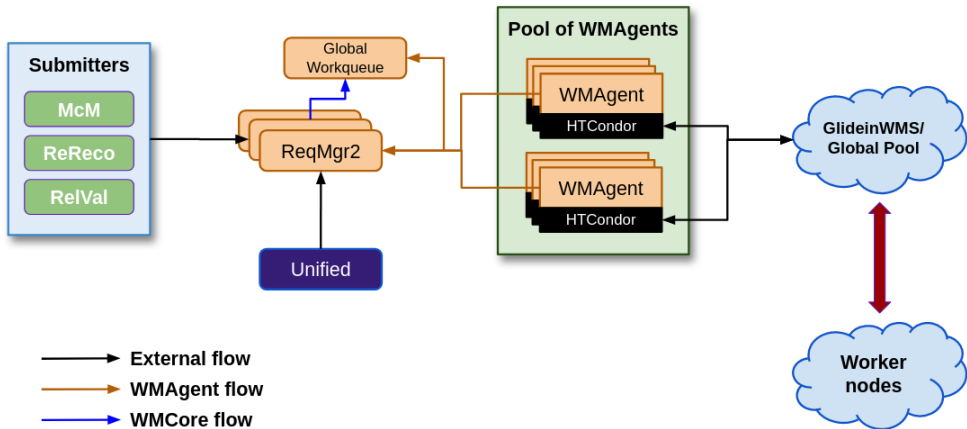 Submitters
McM
ReReco
RelVal
Global
Workqueue
ReqMgr2
Unified
Pool of WMAgents
WMAgent
HTCondor
WMAgent
HTCondor
GlideinWMS/
Global Pool
Worker
nodes
External flow
WMAgent flow
WMCore flow